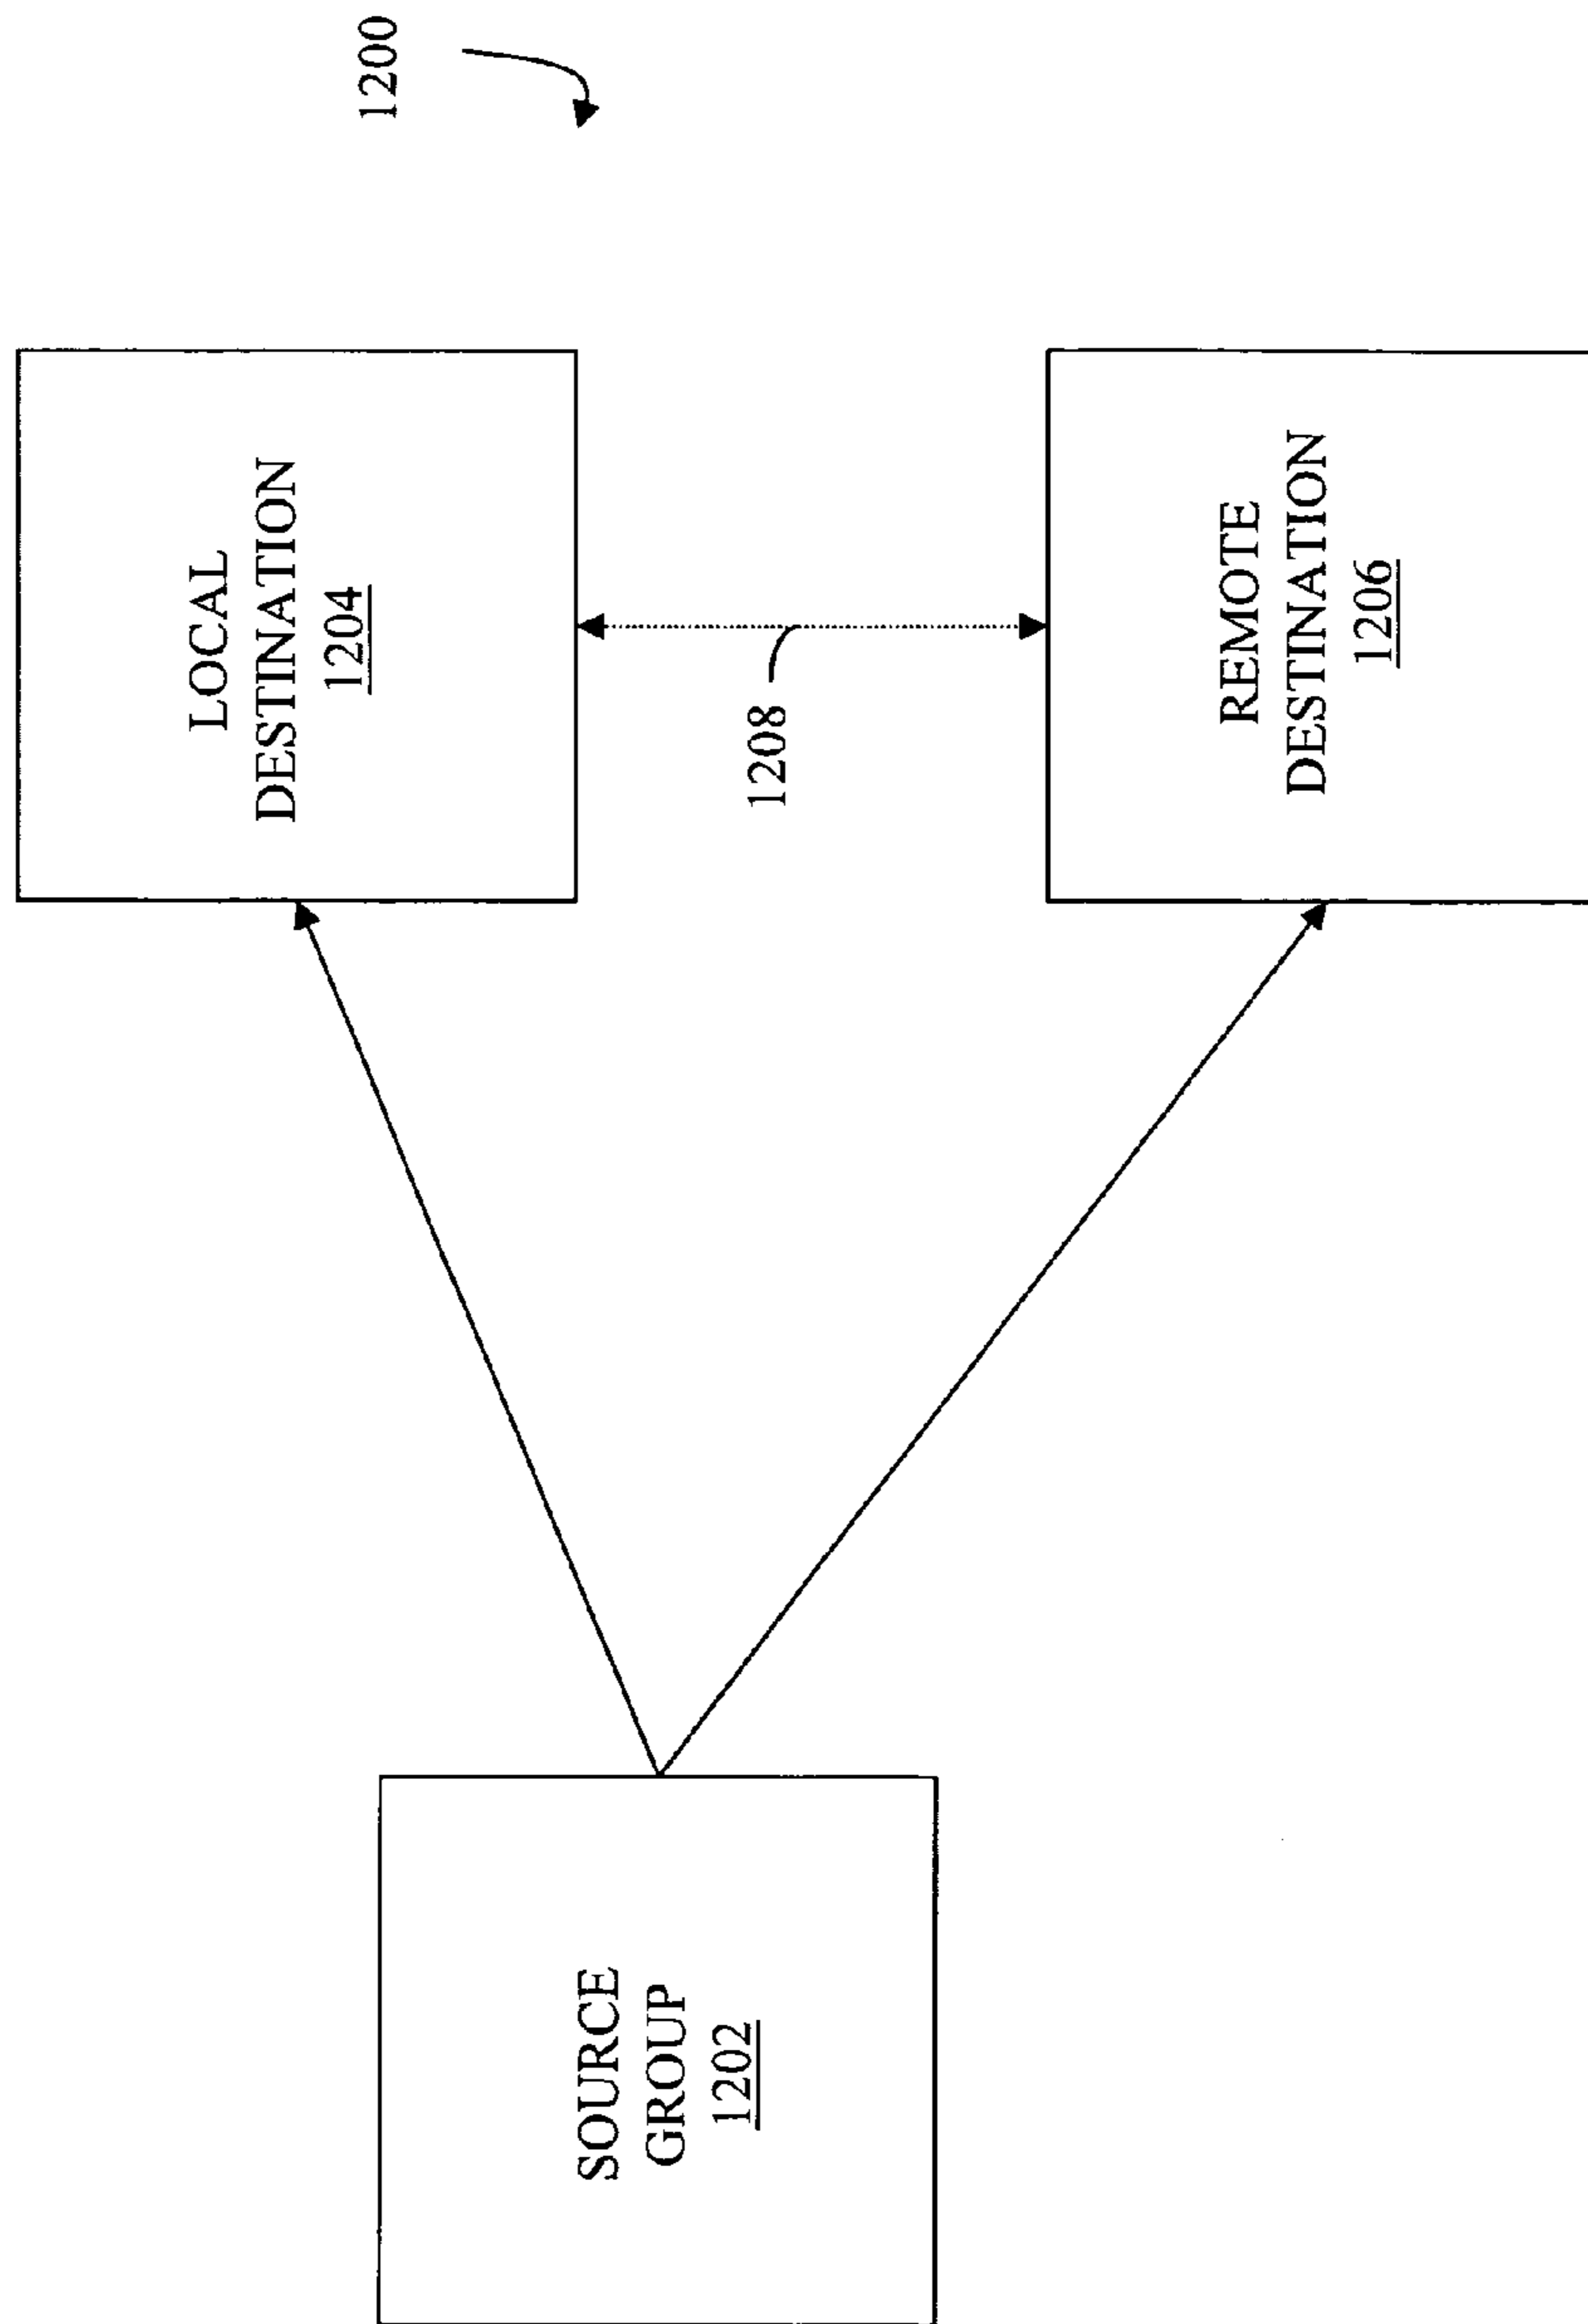 1200
LOCAL
DESTINATION
1204
1208
REMOTE
DESTINATION
1206
SOURCE
GROUP
1202